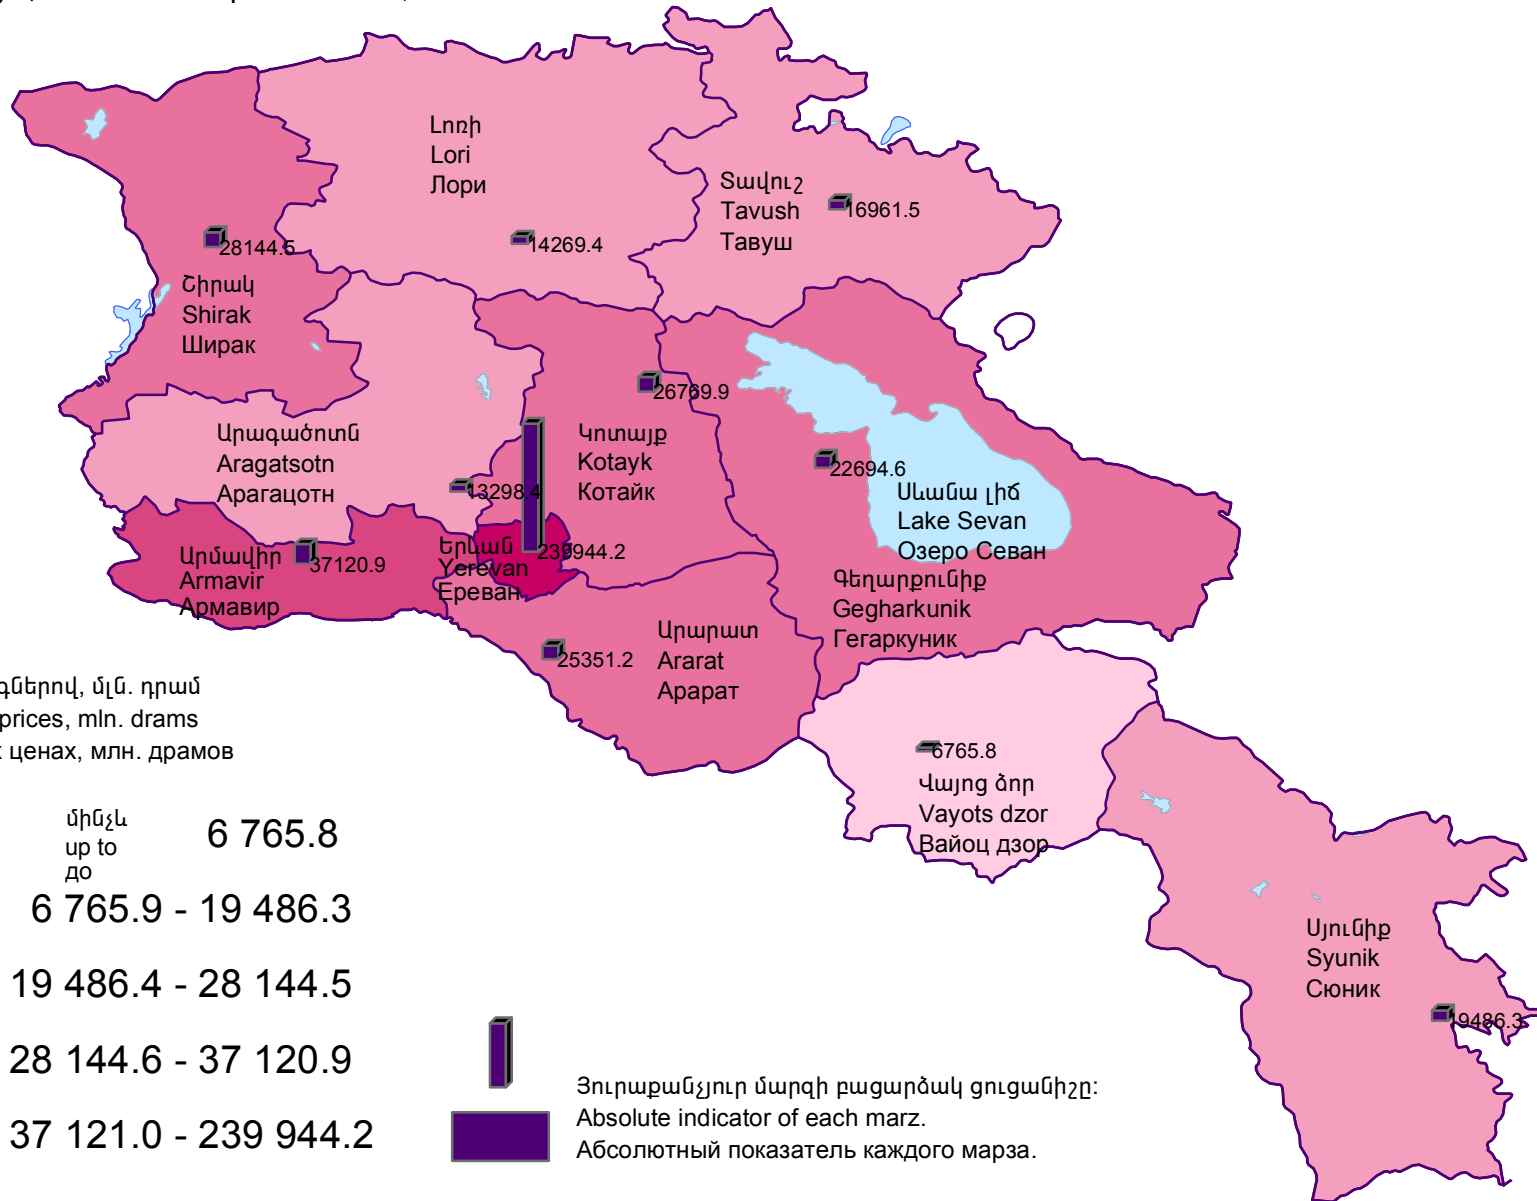 Լոռի
Lori
Лори
Տավուշ
Tavush
Тавуш
16961.5
14269.4
28144.5
Շիրակ
Shirak
Ширак
26769.9
Արագածոտն
Aragatsotn
Арагацотн
13298.4
Կոտայք
Kotayk
Котайк
22694.6
Սևանա լիճ
Lake Sevan
Озеро Севан
Արմավիր
Armavir
Армавир
37120.9
Երևան
Yerevan
Ереван
239944.2
Գեղարքունիք
Gegharkunik
Гегаркуник
25351.2
Արարատ
Ararat
Арарат
գներով, մլն. դրամ
prices, mln. drams
ценах, млн. драмов
6765.8
Վայոց ձոր
Vayots dzor
Вайоц дзор
Սյունիք
Syunik
Сюник
19486.3
մինչև
up to
до
6 765.8
6 765.9 - 19 486.3
19 486.4 - 28 144.5
28 144.6 - 37 120.9
37 121.0 - 239 944.2
Յուրաքանչյուր մարզի բացարձակ ցուցանիշը:
Absolute indicator of each marz.
Абсолютный показатель каждого марза.